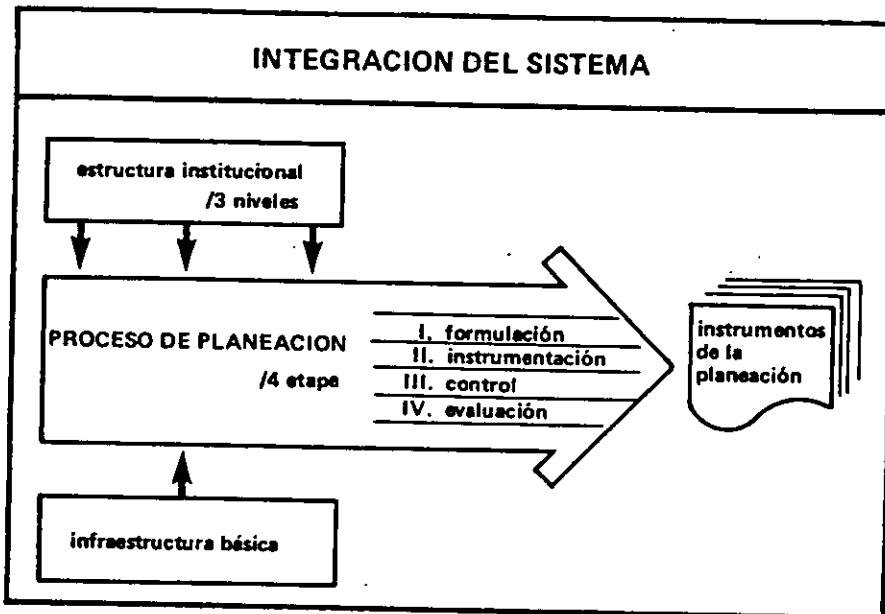 INTEGRACION DEL SISTEMA
estructura institucional
/3 niveles
PROCESO DE PLANEACION
/4 etape
I. formulación
II. instrumentación
III. control
IV. evaluación
instrumentos
de la
planeación
infraestructura básica